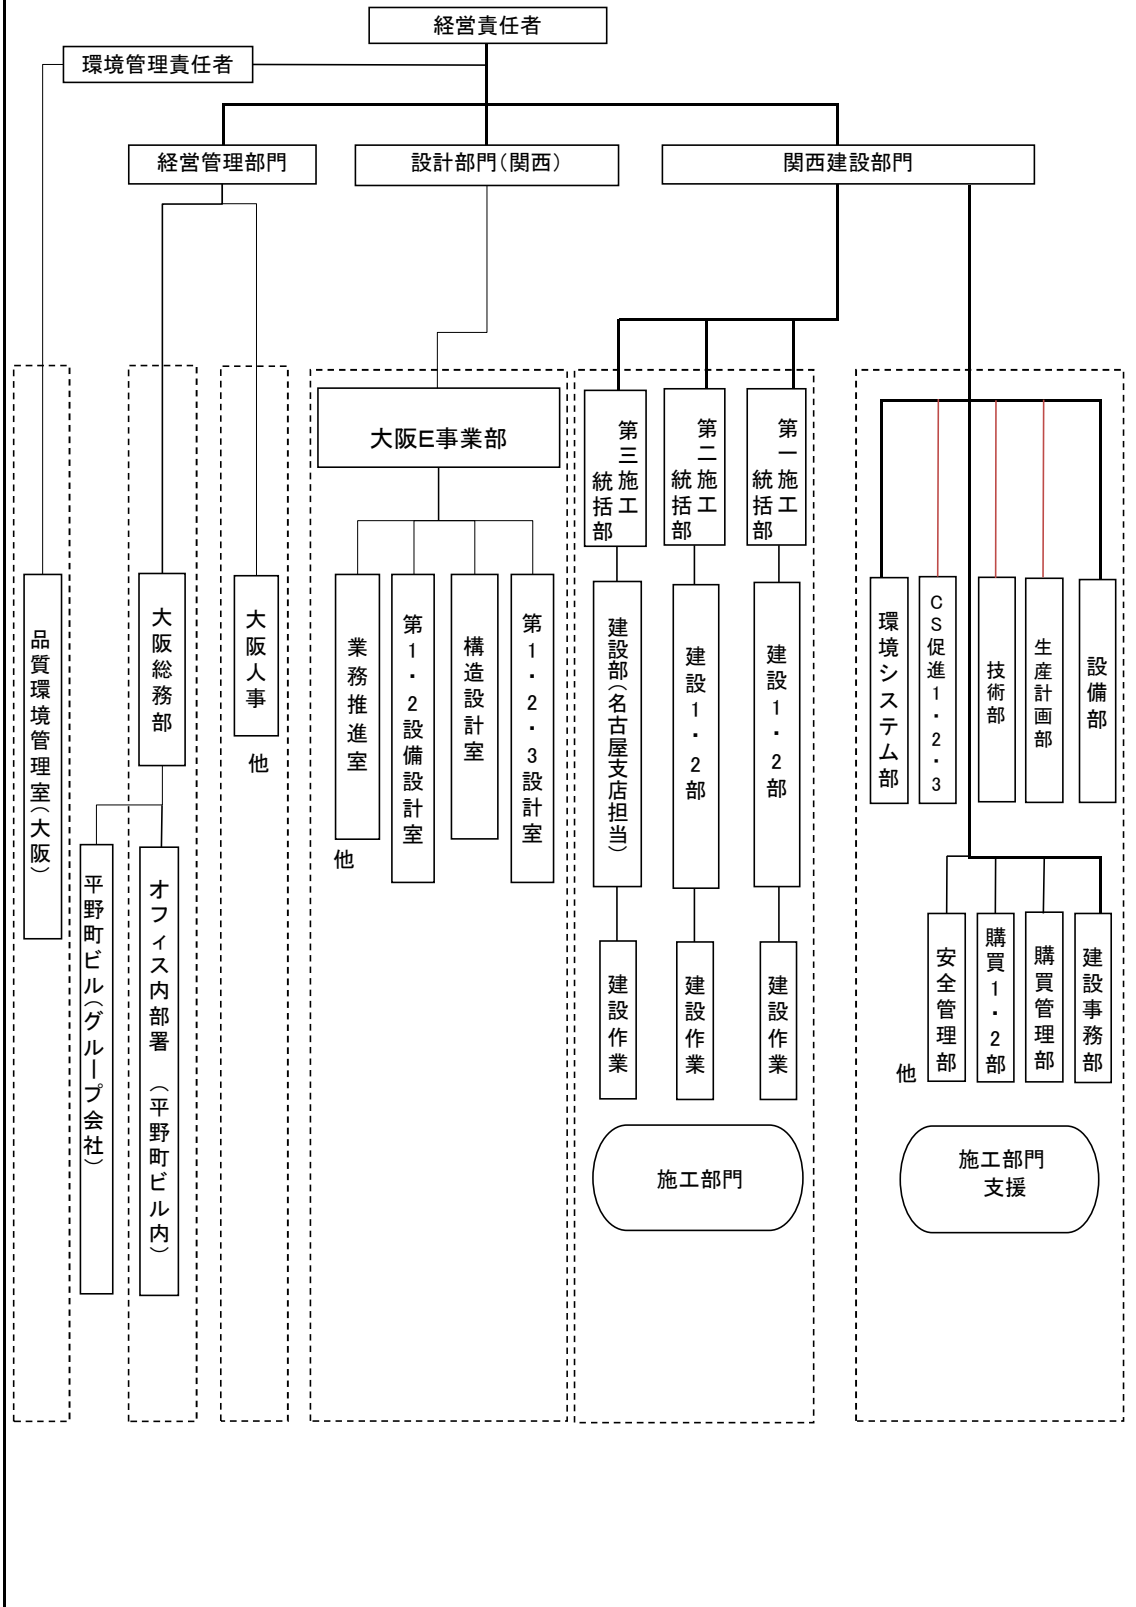 経営責任者
環境管理責任者
経営管理部門
設計部門(関西)
関西建設部門
大阪E事業部
第三施工
統括部
第二施工
統括部
第一施工
統括部
品質環境管理室(大阪)
大阪総務部
大阪人事
他
業務推進室
他
第1・2設備設計室
構造設計室
第1・2・3設計室
建設部(名古屋支店担当)
建設1・2部
建設1・2部
環境システム部
CS促進1・2・3
技術部
生産計画部
設備部
平野町ビル(グループ会社)
オフィス内部署 (平野町ビル内)
建設作業
建設作業
建設作業
他
安全管理部
購買1・2部
購買管理部
建設事務部
施工部門
施工部門
支援